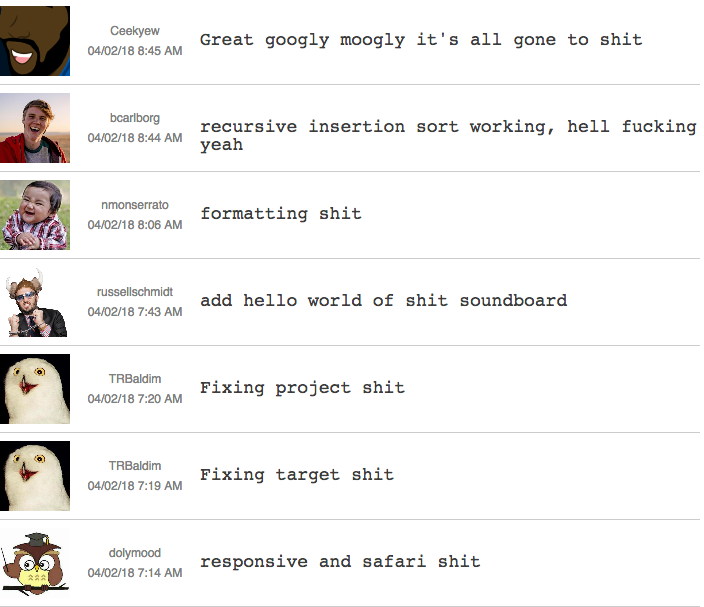 Ceekyew
04/02/18 8:45 AM
Great googly moogly it's all gone to shit
bcarlborg
04/02/18 8:44 AM
recursive insertion sort working, hell fucking
yeah
nmonserrato
04/02/18 8:06 AM
formatting shit
russellschmidt
04/02/18 7:43 AM
add hello world of shit soundboard
TRBaldim
04/02/18 7:20 AM
Fixing project shit
TRBaldim
04/02/18 7:19 AM
Fixing target shit
dolymood
04/02/18 7:14 AM
responsive and safari shit